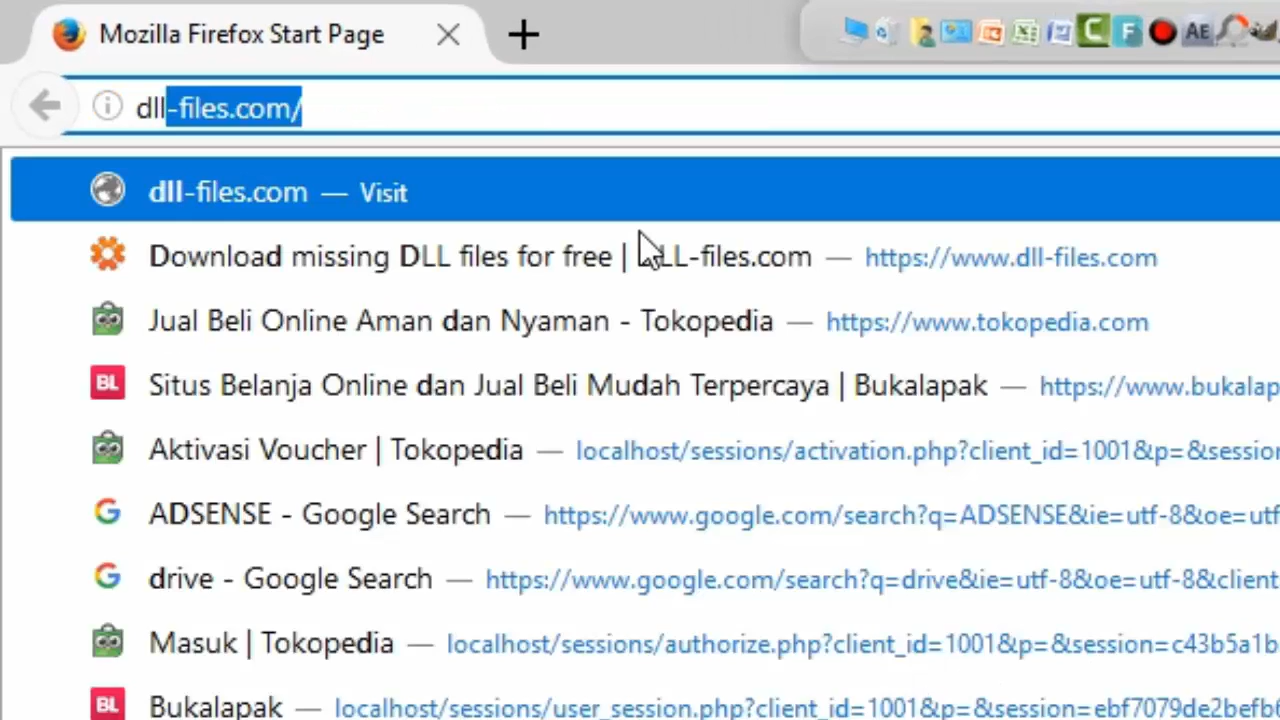 Mozilla Firefox Start Page
C F AE
dll-files.com/
dll-files.com — Visit
Download missing DLL files for free | DLL-files.com — https://www.dll-files.com
Jual Beli Online Aman dan Nyaman - Tokopedia — https://www.tokopedia.com
BL Situs Belanja Online dan Jual Beli Mudah Terpercaya | Bukalapak — https://www.bukalap
Aktivasi Voucher | Tokopedia — localhost/sessions/activation.php?client_id=1001&p=&session
G ADSENSE - Google Search — https://www.google.com/search?q=ADSENSE&ie=utf-8&oe=utf
G drive - Google Search — https://www.google.com/search?q=drive&ie=utf-8&oe=utf-8&client
Masuk | Tokopedia — localhost/sessions/authorize.php?client_id=1001&p=&session=c43b5a1b
BL Bukalapak — localhost/sessions/user_session.php?client_id=1001&p=&session=ebf7079de2befb